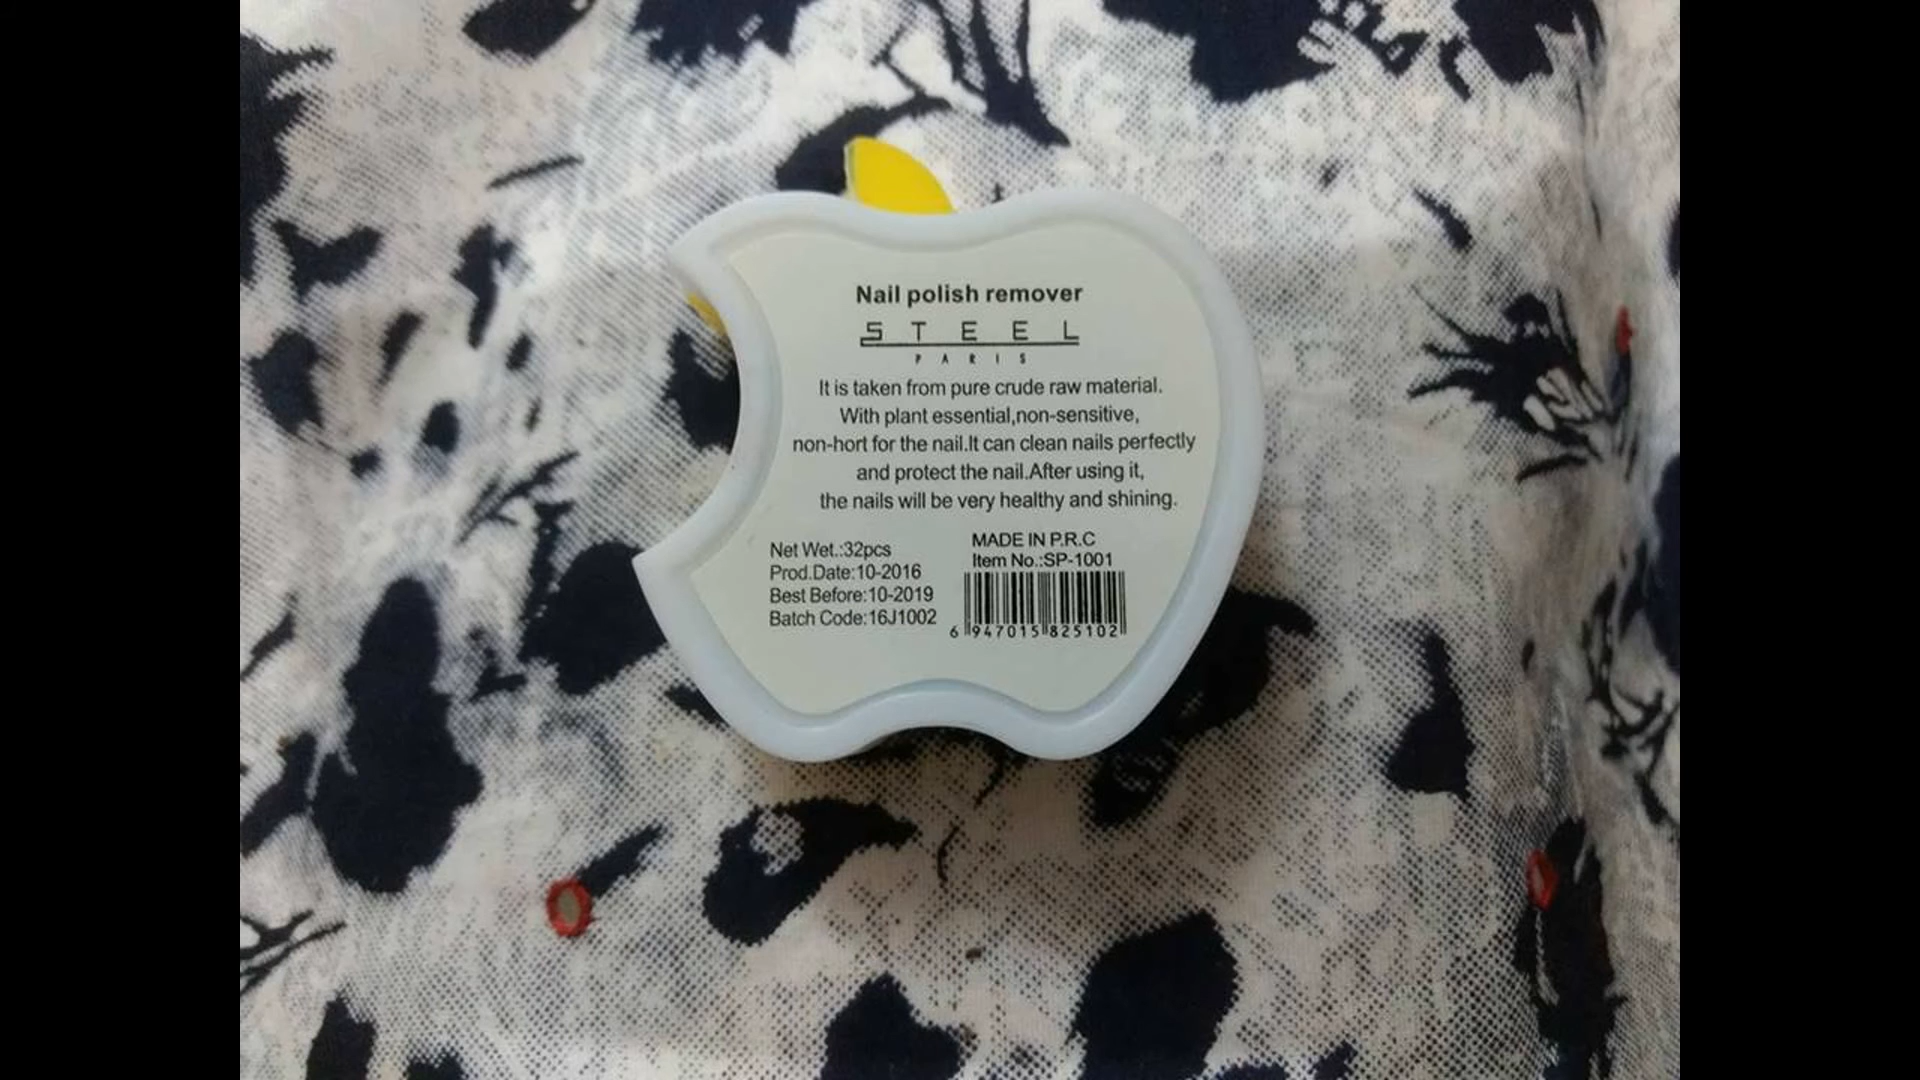 Nail polish remover
STEEL
PARIS
It is taken from pure crude raw material.
With plant essential,non-sensitive,
non-hort for the nail.It can clean nails perfectly
and protect the nail.After using it,
the nails will be very healthy and shining.
Net Wet.:32pcs
Prod.Date:10-2016
Best Before:10-2019
Batch Code:16J1002
MADE IN P.R.C
Item No.:SP-1001
6 947015 825102